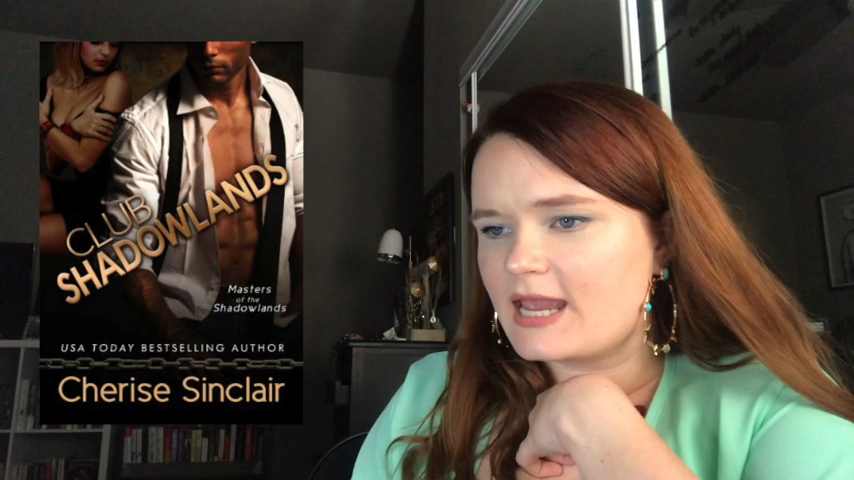 CLUB
SHADOWLANDS
Masters
of the
Shadowlands
USA TODAY BESTSELLING AUTHOR
Cherise Sinclair